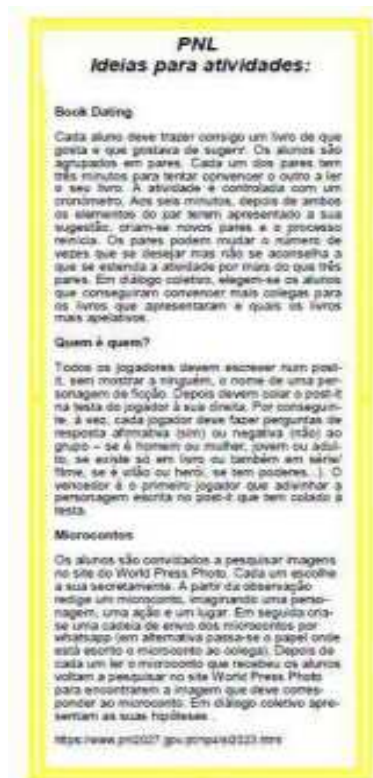 PNL
Ideias para atividades:
Book Dating
Cada aluno deve trazer consigo um livro de que
gosta e que gostava de sugerir. Os alunos são
agrupados em pares. Cada um dos pares tem
três minutos para tentar convencer o outro a ler
o seu livro. A atividade é controlada com um
cronómetro. Aos seis minutos, depois de ambos
os elementos do par terem apresentado a sua
sugestão, criam-se novos pares e o processo
reinicia. Os pares podem mudar o número de
vezes que se desejar mas não se aconselha a
que se estenda a atividade por mais do que três
pares. Em diálogo coletivo, elegem-se os alunos
que conseguiram convencer mais colegas para
os livros que apresentaram e quais os livros
mais apelativos.
Quem é quem?
Todos os jogadores devem escrever num post-
it, sem mostrar a ninguém, o nome de uma per-
sonagem de ficção. Depois devem colar o post-it
na testa do jogador à sua direita. Por conseguin-
te, à vez, cada jogador deve fazer perguntas de
resposta afirmativa (sim) ou negativa (não) ao
grupo – se é homem ou mulher, jovem ou adul-
to, se existe só em livro ou também em série/
filme, se é vilão ou herói, se tem poderes...). O
vencedor é o primeiro jogador que adivinhar a
personagem escrita no post-it que tem colado à
testa.
Microcontos
Os alunos são convidados a pesquisar imagens
no site do World Press Photo. Cada um escolhe
a sua secretamente. A partir da observação
redige um microconto, imaginando uma perso-
nagem, uma ação e um lugar. Em seguida cria-
se uma cadeia de envio dos microcontos por
whatsapp (em alternativa passa-se o papel onde
está escrito o microconto ao colega). Depois de
cada um ler o microconto que recebeu os alunos
voltam a pesquisar no site World Press Photo
para encontrarem a imagem que deve corres-
ponder ao microconto. Em diálogo coletivo apre-
sentam as suas hipóteses.